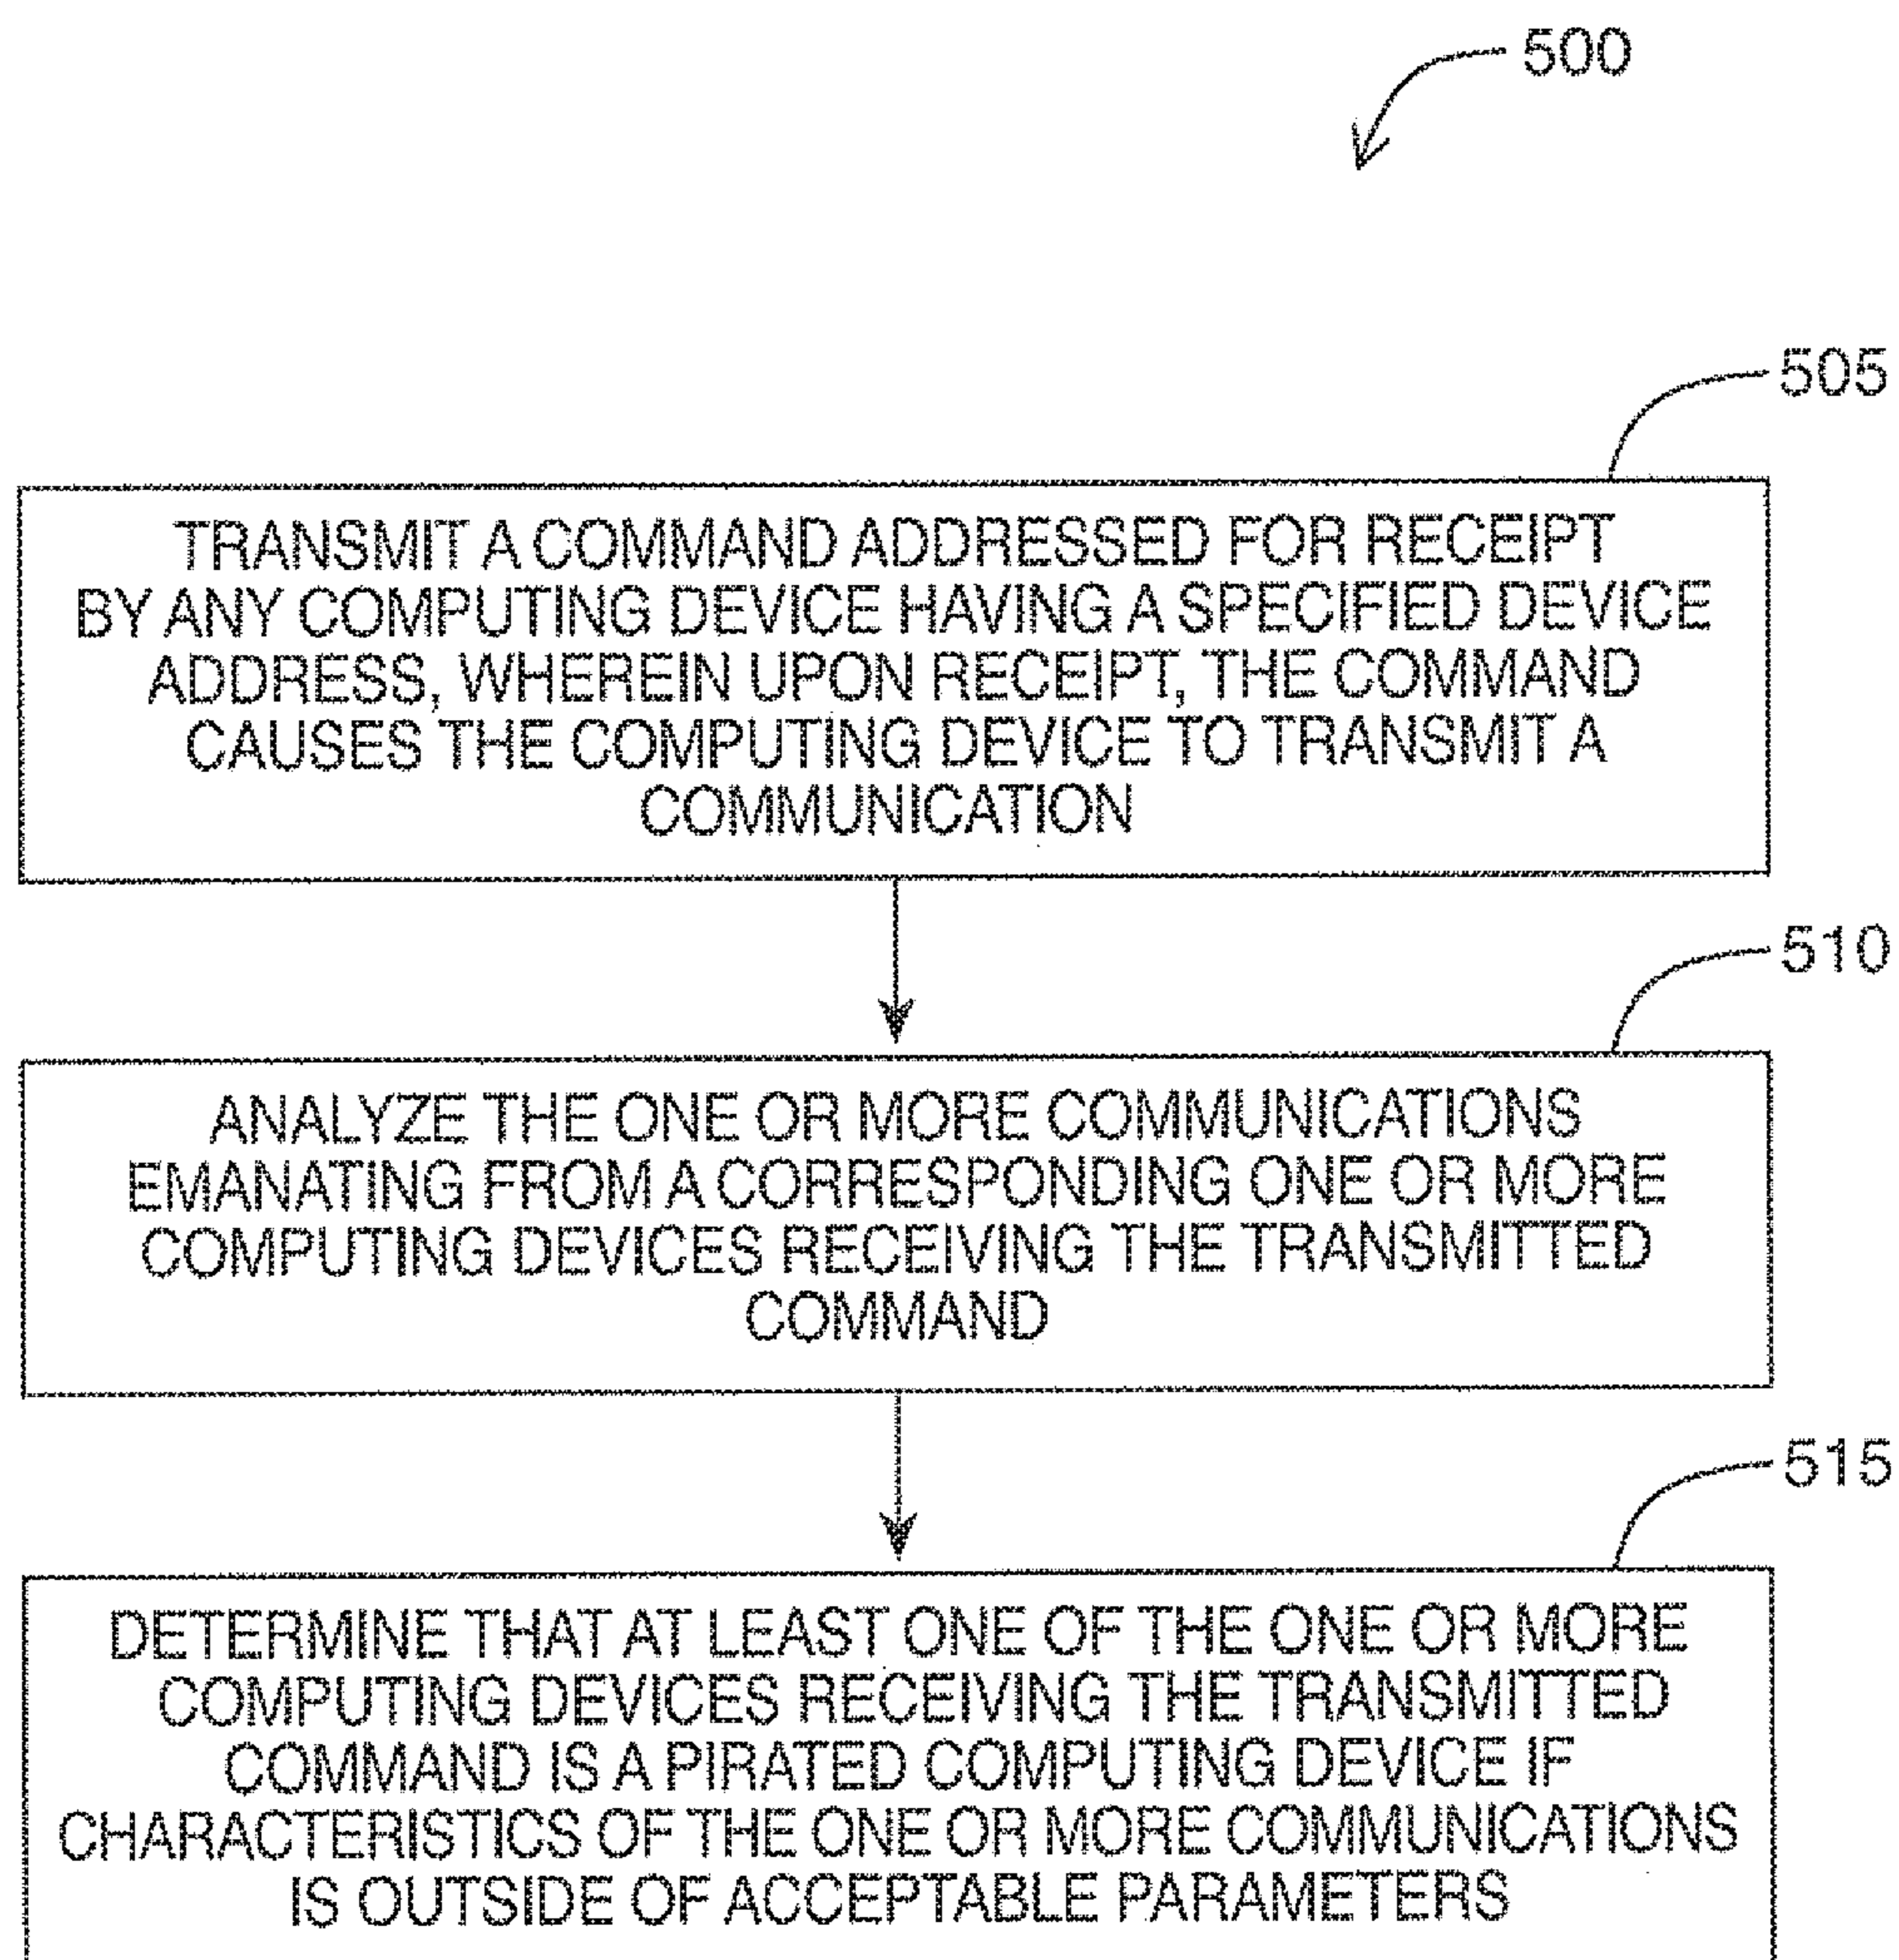 500
505
TRANSMIT A COMMAND ADDRESSED FOR RECEIPT
BY ANY COMPUTING DEVICE HAVING A SPECIFIED DEVICE
ADDRESS, WHEREIN UPON RECEIPT, THE COMMAND
CAUSES THE COMPUTING DEVICE TO TRANSMIT A
COMMUNICATION
510
ANALYZE THE ONE OR MORE COMMUNICATIONS
EMANATING FROM A CORRESPONDING ONE OR MORE
COMPUTING DEVICES RECEIVING THE TRANSMITTED
COMMAND
515
DETERMINE THAT AT LEAST ONE OF THE ONE OR MORE
COMPUTING DEVICES RECEIVING THE TRANSMITTED
COMMAND IS A PIRATED COMPUTING DEVICE IF
CHARACTERISTICS OF THE ONE OR MORE COMMUNICATIONS
IS OUTSIDE OF ACCEPTABLE PARAMETERS